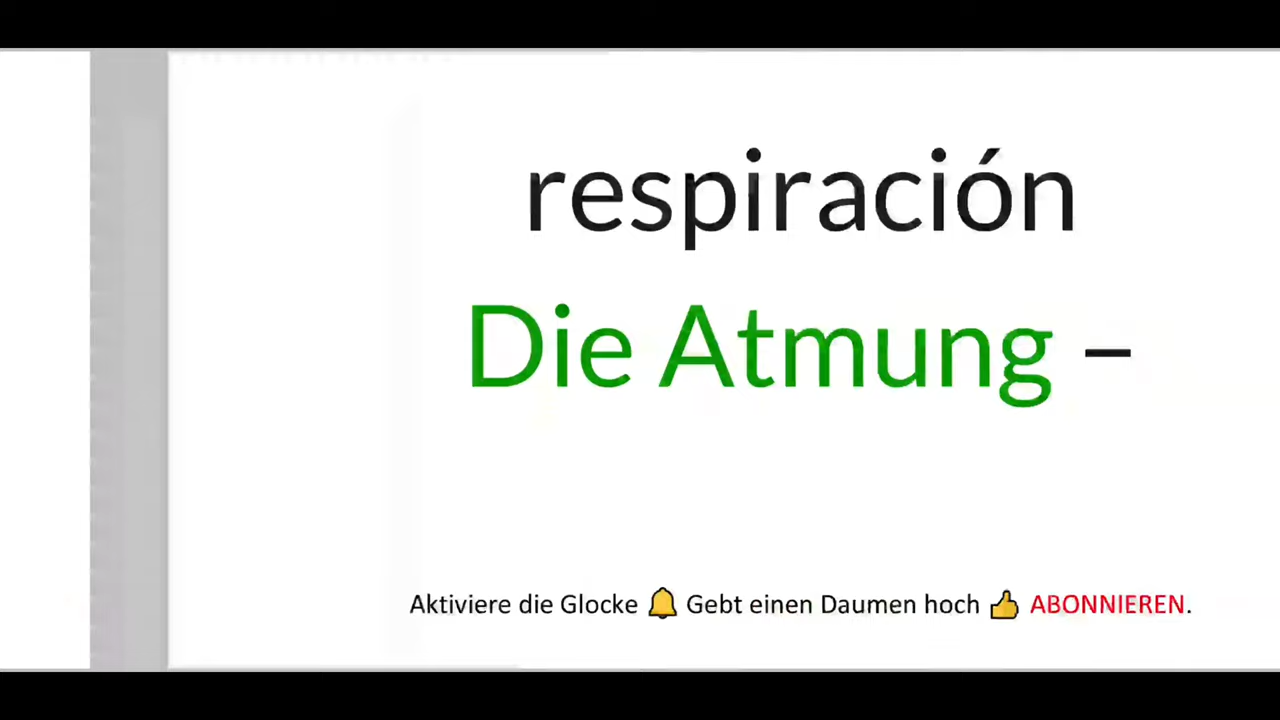 respiración
Die Atmung –
Aktiviere die Glocke 🔔 Gebt einen Daumen hoch 👍 ABONNIEREN.